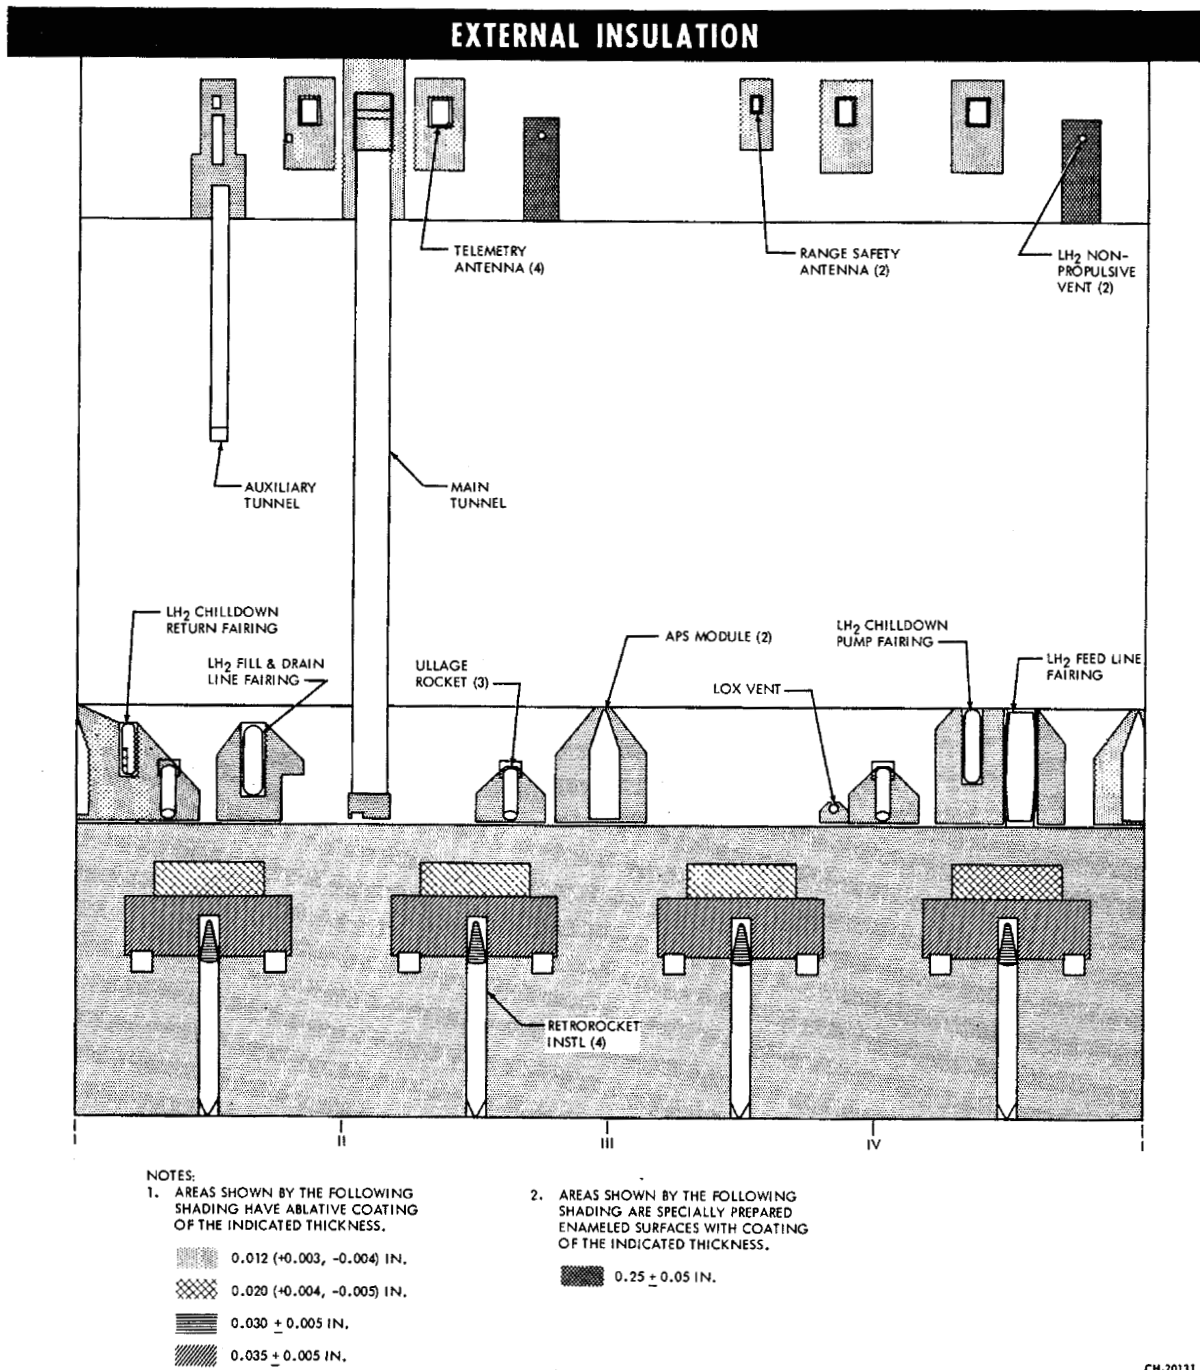 EXTERNAL INSULATION
TELEMETRY
ANTENNA (4)
RANGE SAFETY
ANTENNA (2)
LH2 NON-
PROPULSIVE
VENT (2)
AUXILIARY
TUNNEL
MAIN
TUNNEL
LH2 CHILLDOWN
RETURN FAIRING
LH2 FILL & DRAIN
LINE FAIRING
ULLAGE
ROCKET (3)
APS MODULE (2)
LOX VENT
LH2 CHILLDOWN
PUMP FAIRING
LH2 FEED LINE
FAIRING
RETROROCKET
INSTL (4)
I
II
III
IV
I
NOTES:
1. AREAS SHOWN BY THE FOLLOWING
SHADING HAVE ABLATIVE COATING
OF THE INDICATED THICKNESS.
0.012 (+0.003, -0.004) IN.
0.020 (+0.004, -0.005) IN.
0.030 ± 0.005 IN.
0.035 ± 0.005 IN.
2. AREAS SHOWN BY THE FOLLOWING
SHADING ARE SPECIALLY PREPARED
ENAMELED SURFACES WITH COATING
OF THE INDICATED THICKNESS.
0.25 ± 0.05 IN.
CH-20131